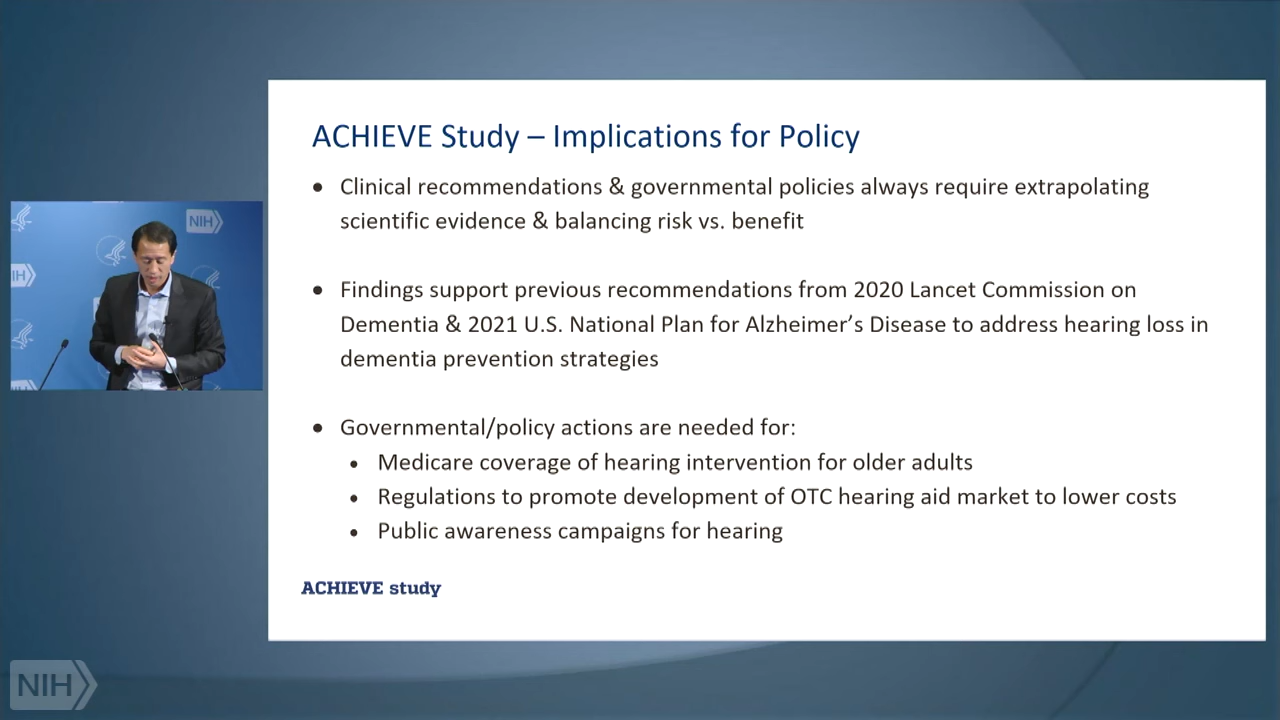 ACHIEVE Study – Implications for Policy
• Clinical recommendations & governmental policies always require extrapolating
scientific evidence & balancing risk vs. benefit
• Findings support previous recommendations from 2020 Lancet Commission on
Dementia & 2021 U.S. National Plan for Alzheimer’s Disease to address hearing loss in
dementia prevention strategies
• Governmental/policy actions are needed for:
• Medicare coverage of hearing intervention for older adults
• Regulations to promote development of OTC hearing aid market to lower costs
• Public awareness campaigns for hearing
ACHIEVE study
NIH
IH
NIH